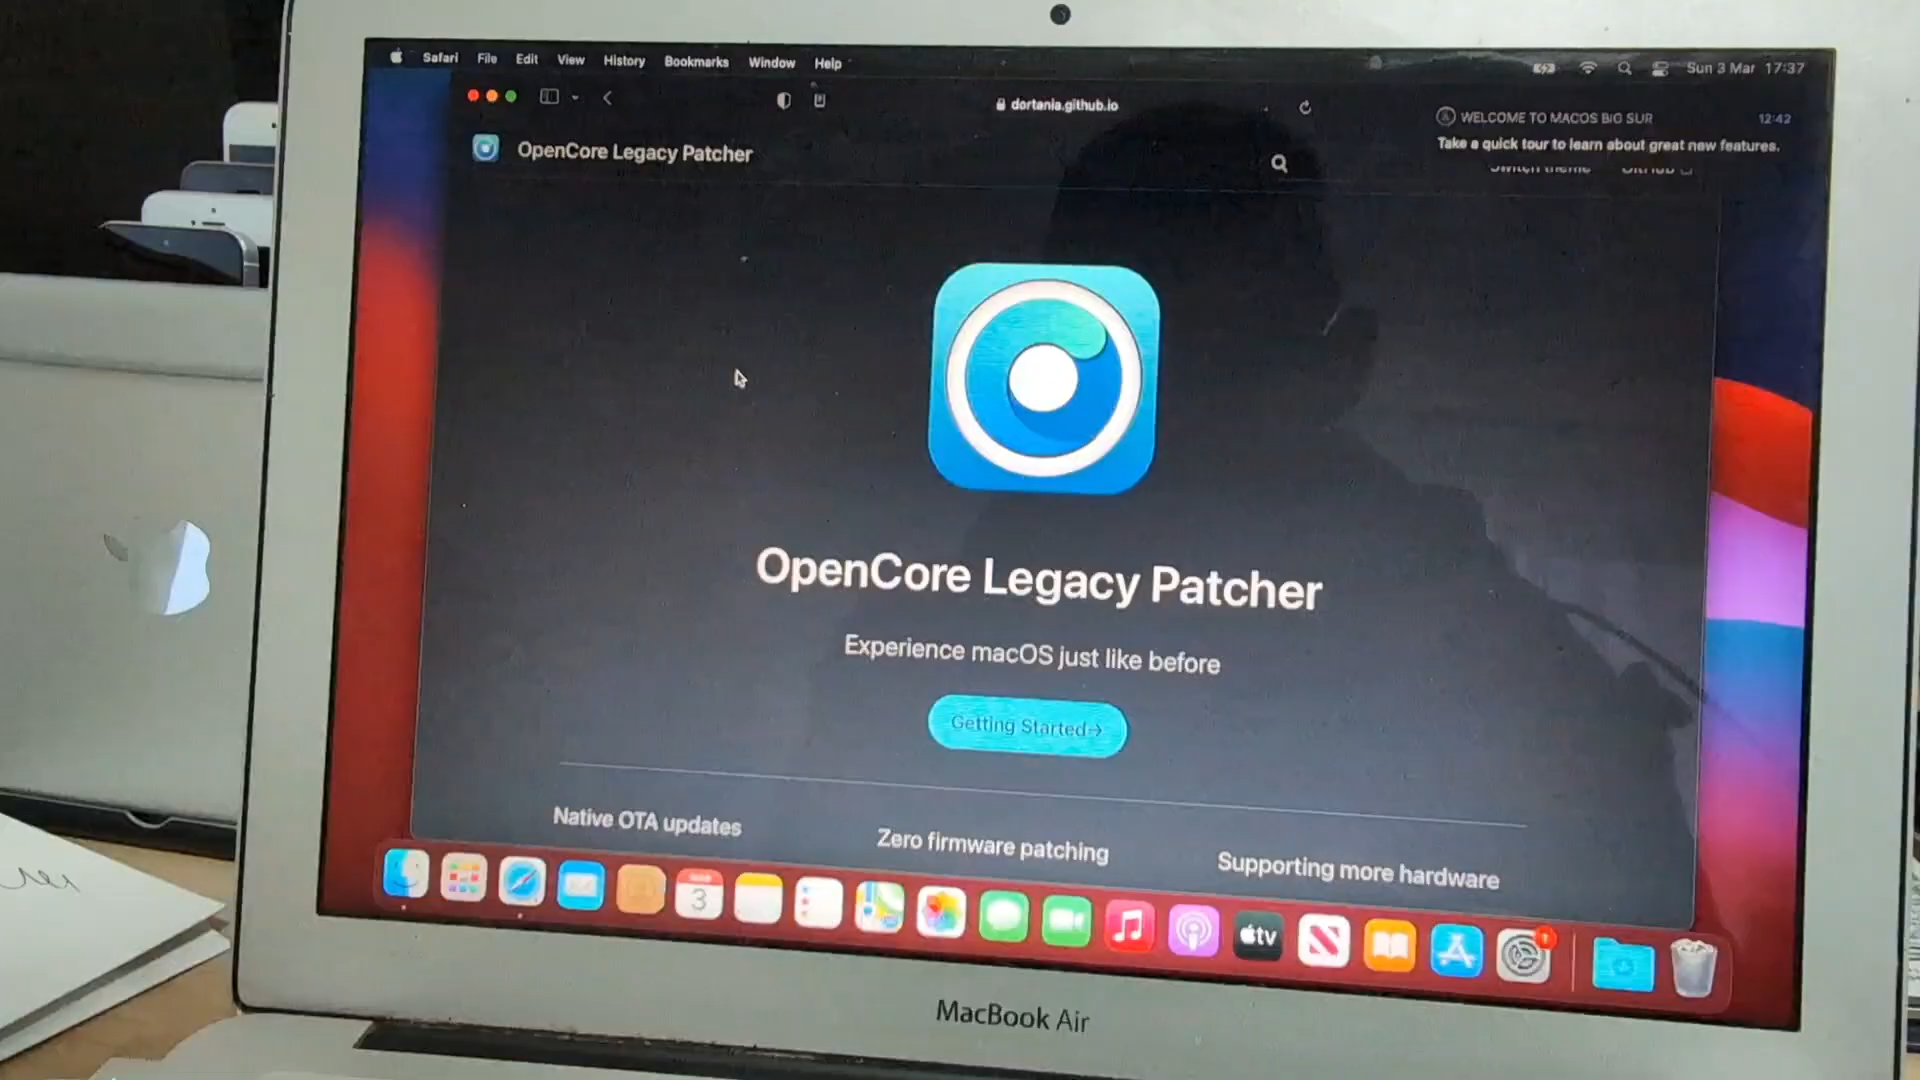 Safari File Edit View History Bookmarks Window Help
Sun 3 Mar 17:37
dortania.github.io
WELCOME TO MACOS BIG SUR 12:42
Take a quick tour to learn about great new features.
OpenCore Legacy Patcher
OpenCore Legacy Patcher
Experience macOS just like before
Getting Started→
Native OTA updates
Zero firmware patching
Supporting more hardware
3
tv
1
MacBook Air